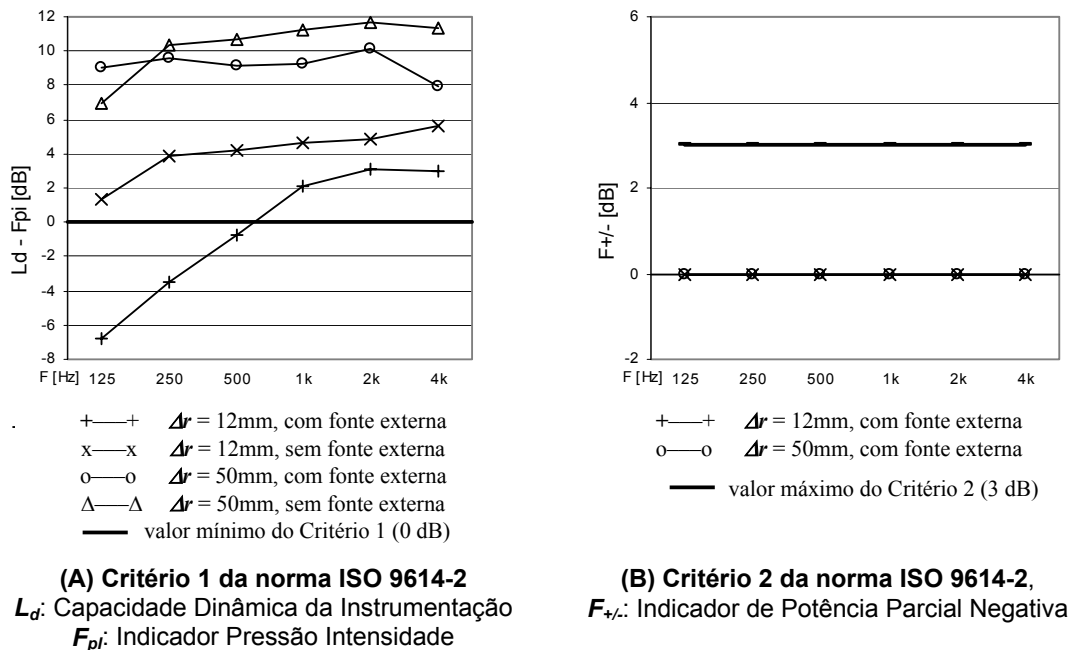 12
10
8
6
4
2
0
-2
-4
-6
-8
Ld - Fpi [dB]
F [Hz] 125 250 500 1k 2k 4k
+——+ Δr = 12mm, com fonte externa
x——x Δr = 12mm, sem fonte externa
o——o Δr = 50mm, com fonte externa
Δ——Δ Δr = 50mm, sem fonte externa
valor mínimo do Critério 1 (0 dB)
(A) Critério 1 da norma ISO 9614-2
Ld: Capacidade Dinâmica da Instrumentação
FpI: Indicador Pressão Intensidade
6
4
2
0
-2
F+/- [dB]
F [Hz] 125 250 500 1k 2k 4k
+——+ Δr = 12mm, com fonte externa
o——o Δr = 50mm, com fonte externa
valor máximo do Critério 2 (3 dB)
(B) Critério 2 da norma ISO 9614-2,
F+/-: Indicador de Potência Parcial Negativa